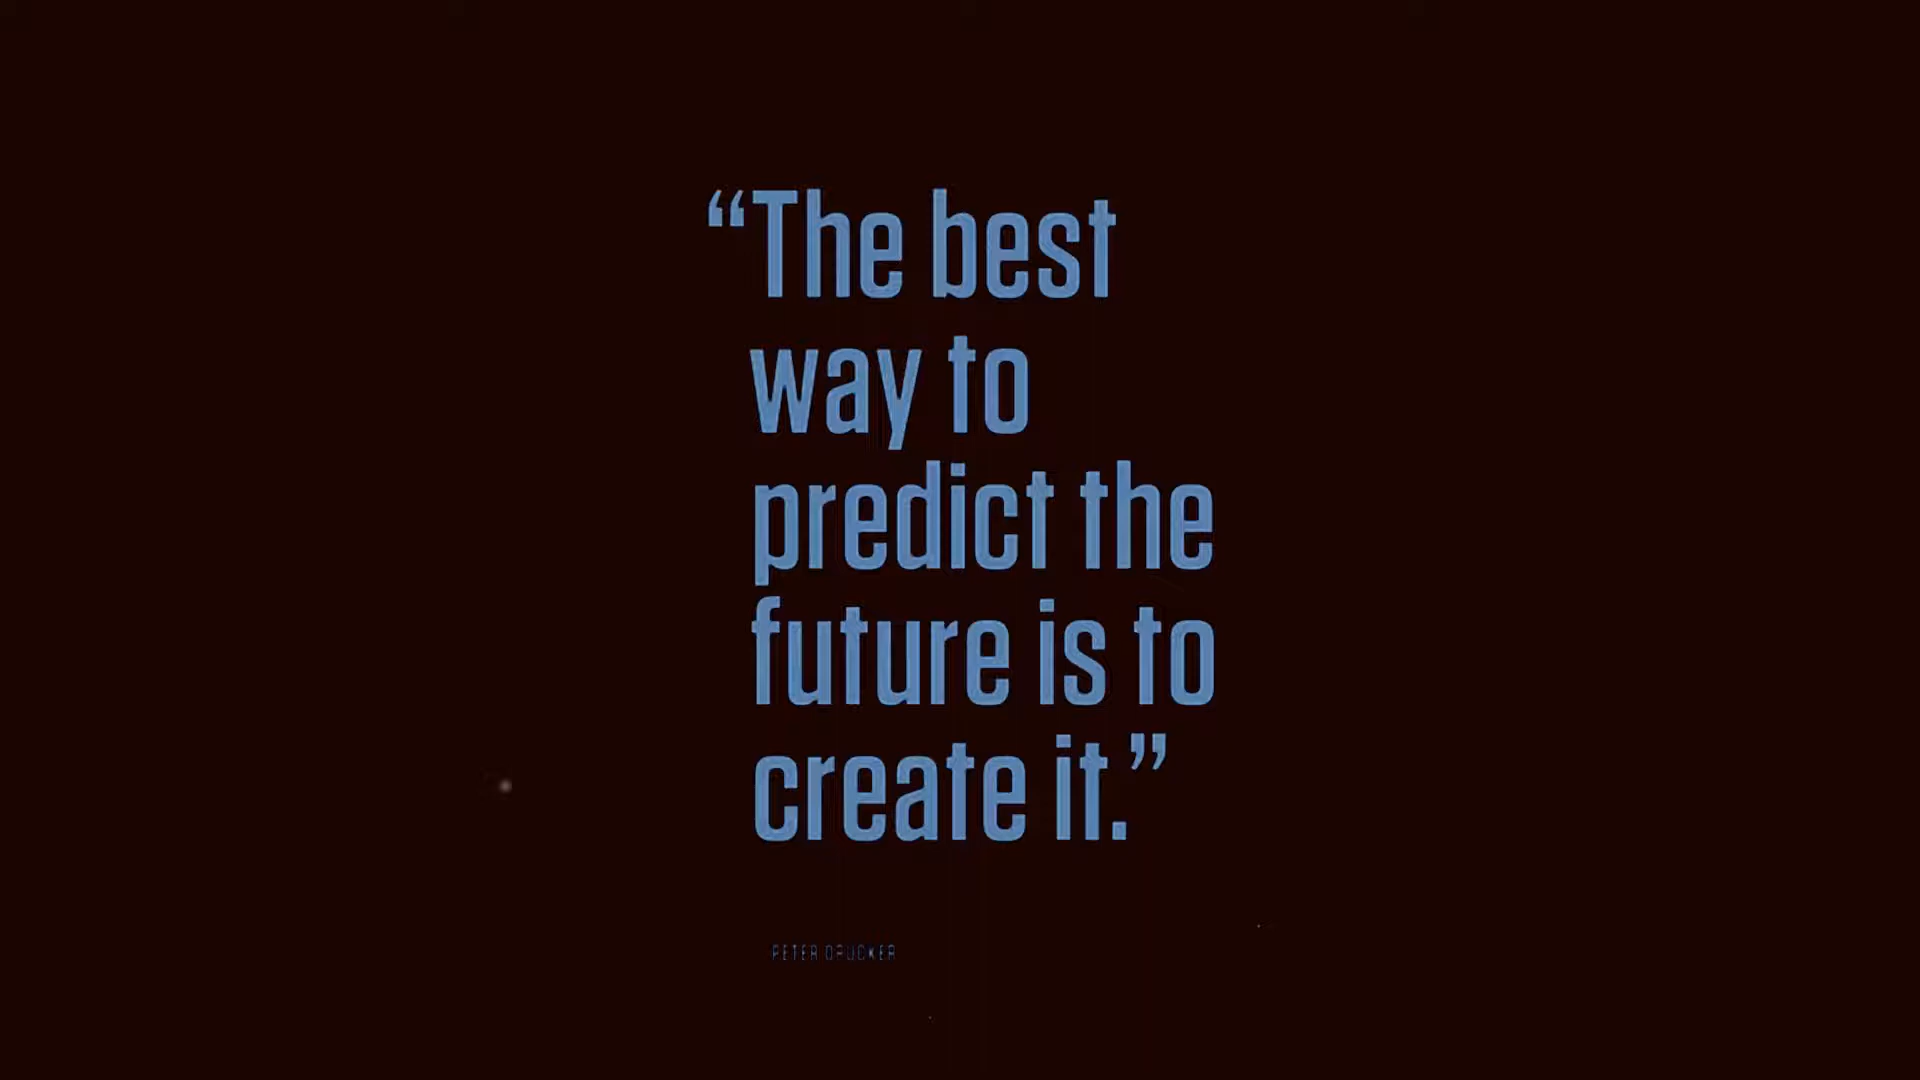 “The best
way to
predict the
future is to
create it.”
PETER DRUCKER